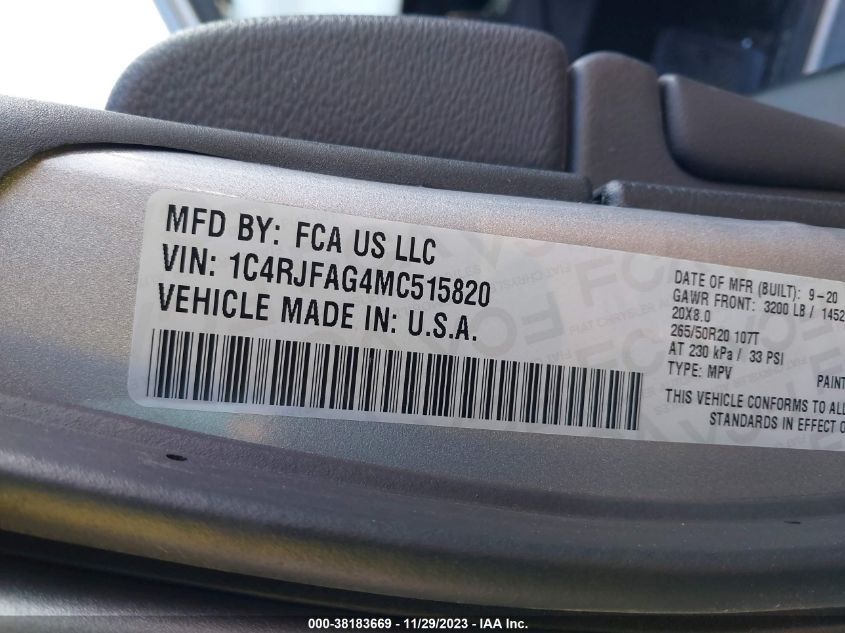 MFD BY: FCA US LLC
VIN: 1C4RJFAG4MC515820
VEHICLE MADE IN: U.S.A.
DATE OF MFR (BUILT): 9-20
GAWR FRONT: 3200 LB / 1452
20X8.0
265/50R20 107T
AT 230 kPa / 33 PSI
TYPE: MPV
PAINT
THIS VEHICLE CONFORMS TO ALL
STANDARDS IN EFFECT O
000-38183669 - 11/29/2023 - IAA Inc.